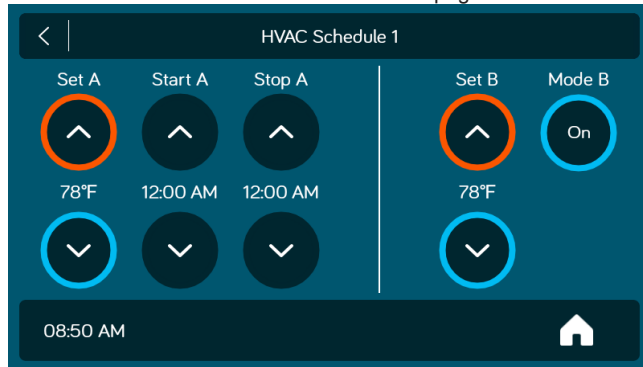 HVAC Schedule 1
Set A Start A Stop A Set B Mode B
On
78°F 12:00 AM 12:00 AM 78°F
08:50 AM